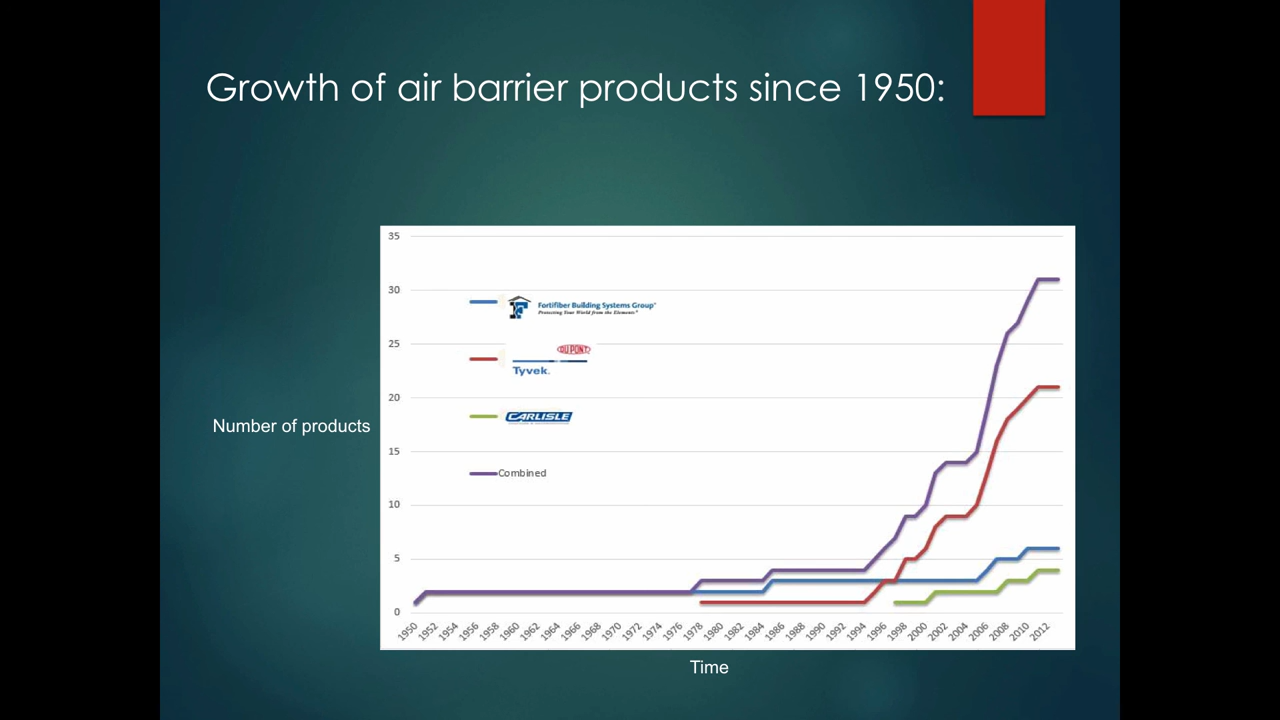 Growth of air barrier products since 1950:
35
30
25
20
15
10
5
0
Fortifiber Building Systems Group
Protecting Your World from the Elements
DUPONT
Tyvek.
CARLISLE
Combined
Number of products
1950 1952 1954 1956 1958 1960 1962 1964 1966 1968 1970 1972 1974 1976 1978 1980 1982 1984 1986 1988 1990 1992 1994 1996 1998 2000 2002 2004 2006 2008 2010 2012
Time